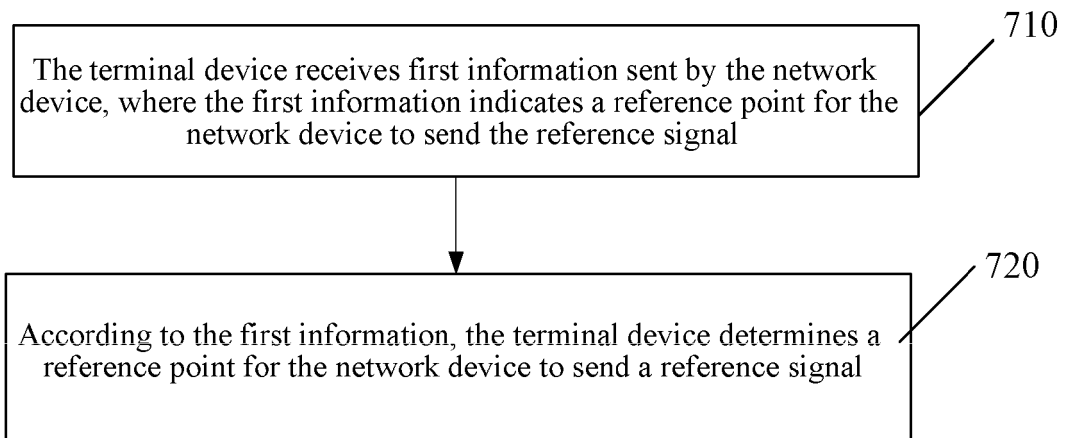 710
The terminal device receives first information sent by the network
device, where the first information indicates a reference point for the
network device to send the reference signal
720
According to the first information, the terminal device determines a
reference point for the network device to send a reference signal